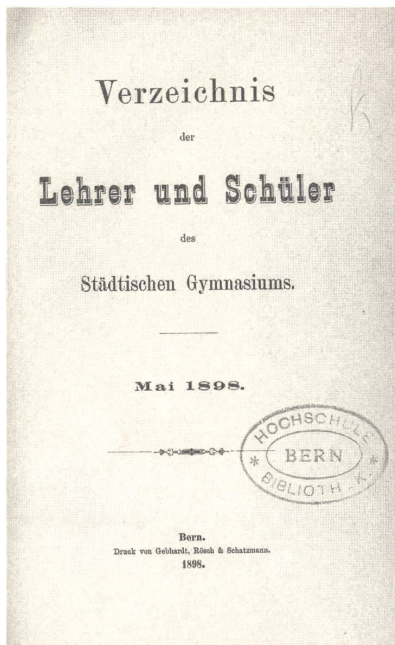 Verzeichnis
der
Lehrer und Schüler
des
Städtischen Gymnasiums.
Mai 1898.
HOCHSCHULE
* BERN *
BIBLIOTHEK.
Bern.
Druck von Gebhardt, Rösch & Schatzmann.
1898.